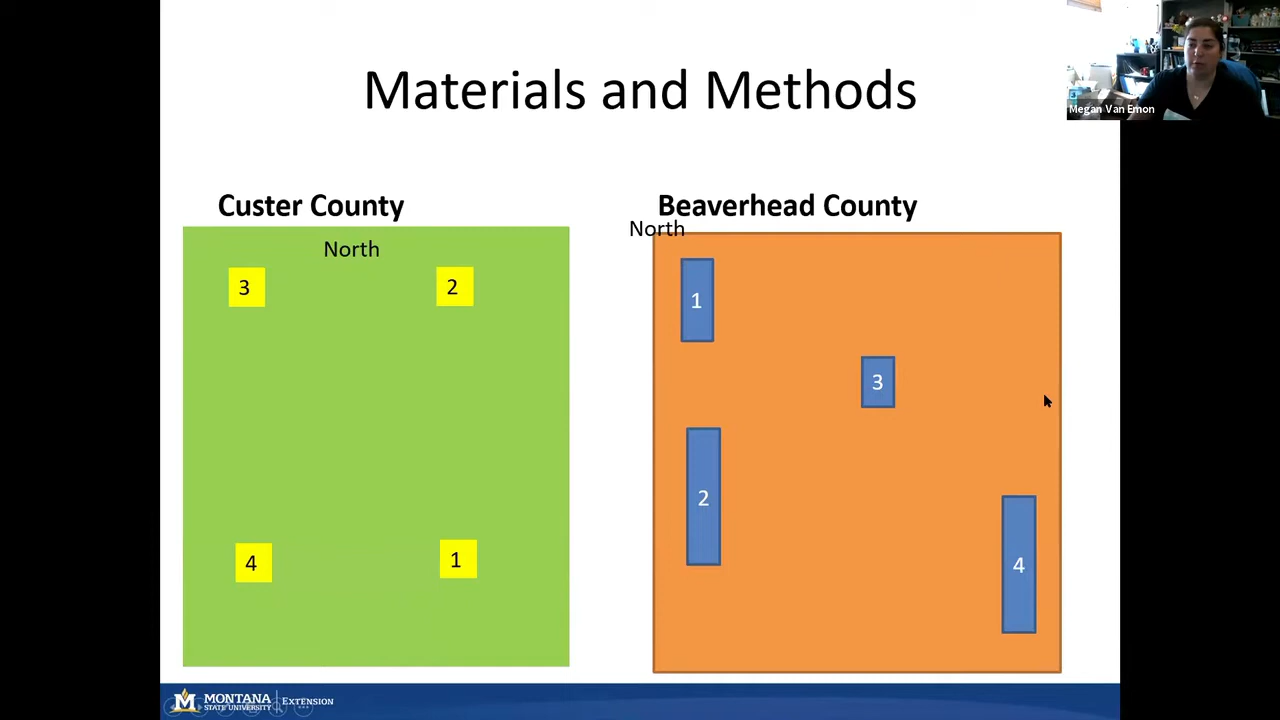 Materials and Methods
Megan Van Emon
Custer County
North
3
2
4
1
Beaverhead County
North
1
3
2
4
M MONTANA
STATE UNIVERSITY
EXTENSION